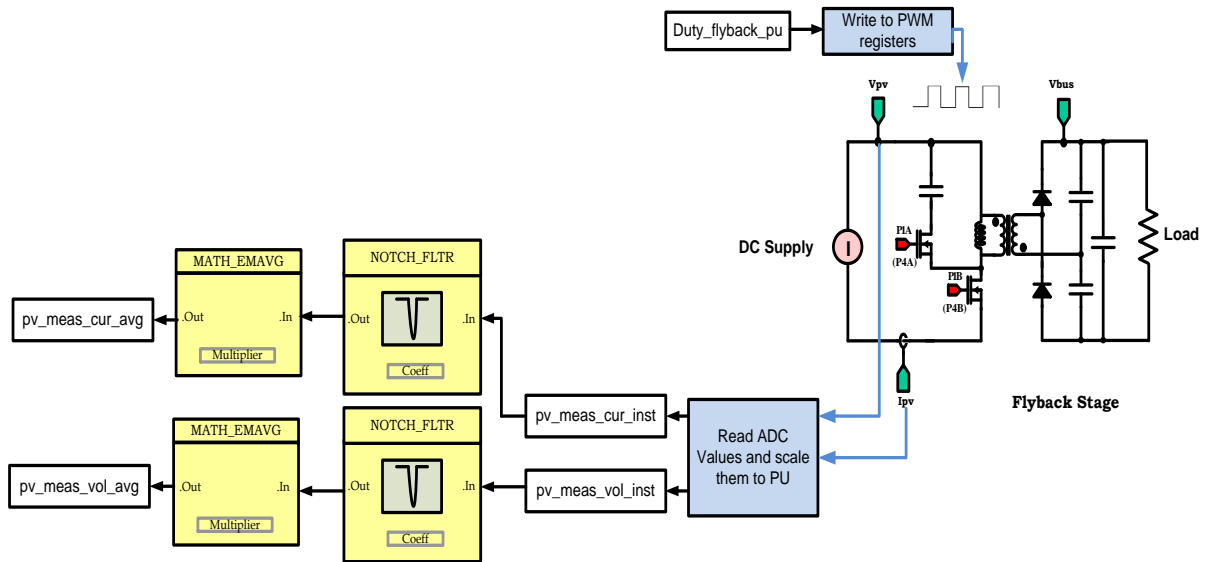 Duty_flyback_pu
Write to PWM
registers
Vpv
Vbus
DC Supply
I
P1A
(P4A)
P1B
(P4B)
Load
Ipv
Flyback Stage
MATH_EMAVG
.Out
.In
Multiplier
NOTCH_FLTR
.Out
.In
Coeff
pv_meas_cur_avg
pv_meas_cur_inst
Read ADC
Values and scale
them to PU
MATH_EMAVG
.Out
.In
Multiplier
NOTCH_FLTR
.Out
.In
Coeff
pv_meas_vol_avg
pv_meas_vol_inst